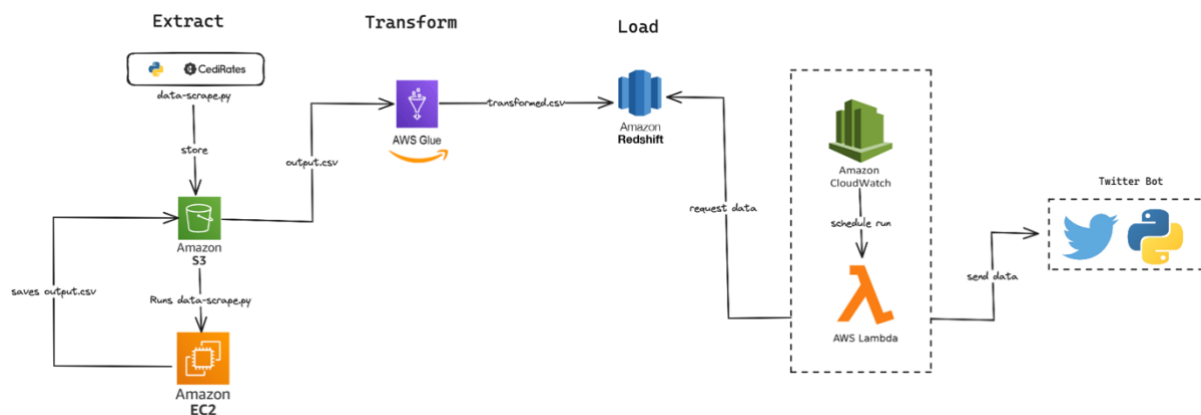 Extract
Transform
Load
CediRates
data-scrape.py
store
Amazon
S3
saves output.csv
Runs data-scrape.py
Amazon
EC2
output.csv
AWS Glue
transformed.csv
Amazon
Redshift
request data
Amazon
CloudWatch
schedule run
AWS Lambda
send data
Twitter Bot